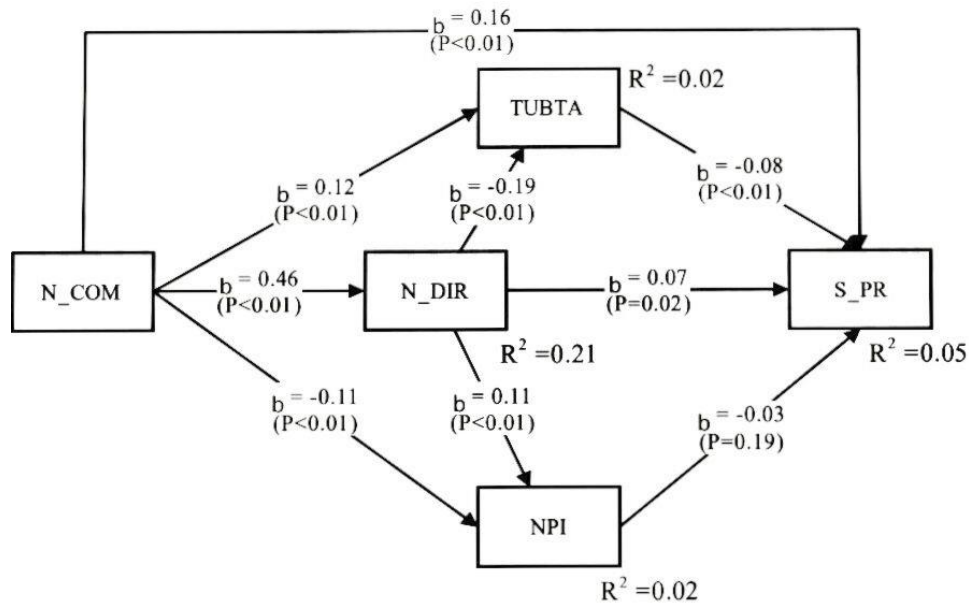 b = 0.16
(P<0.01)
R² =0.02
TUBTA
b = -0.08
(P<0.01)
b = 0.12
(P<0.01)
b = -0.19
(P<0.01)
N_COM
b = 0.46
(P<0.01)
N_DIR
b = 0.07
(P=0.02)
S_PR
R² =0.21
R² =0.05
b = -0.11
(P<0.01)
b = 0.11
(P<0.01)
b = -0.03
(P=0.19)
NPI
R² =0.02